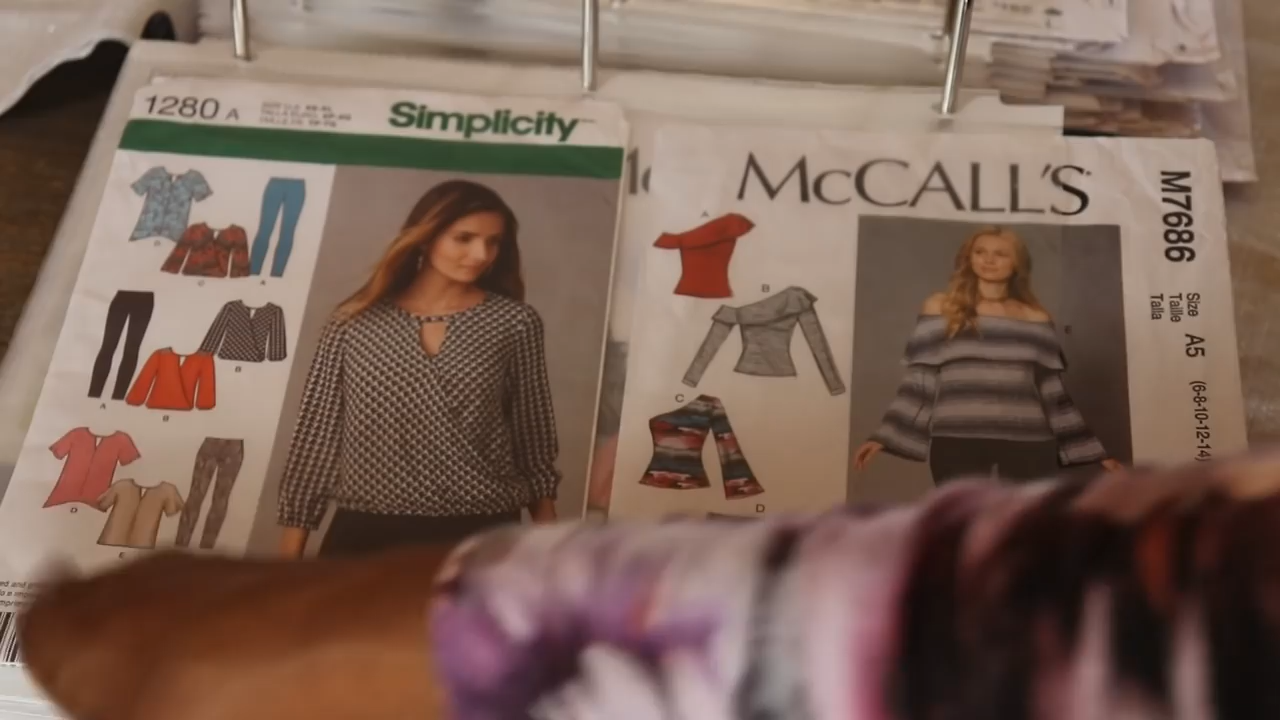 1280 A
Simplicity
D
C
A
B
A
B
D
E
McCALL'S
A
B
C
D
E
M7686
Size
Taille
Talla
A5
(6-8-10-12-14)